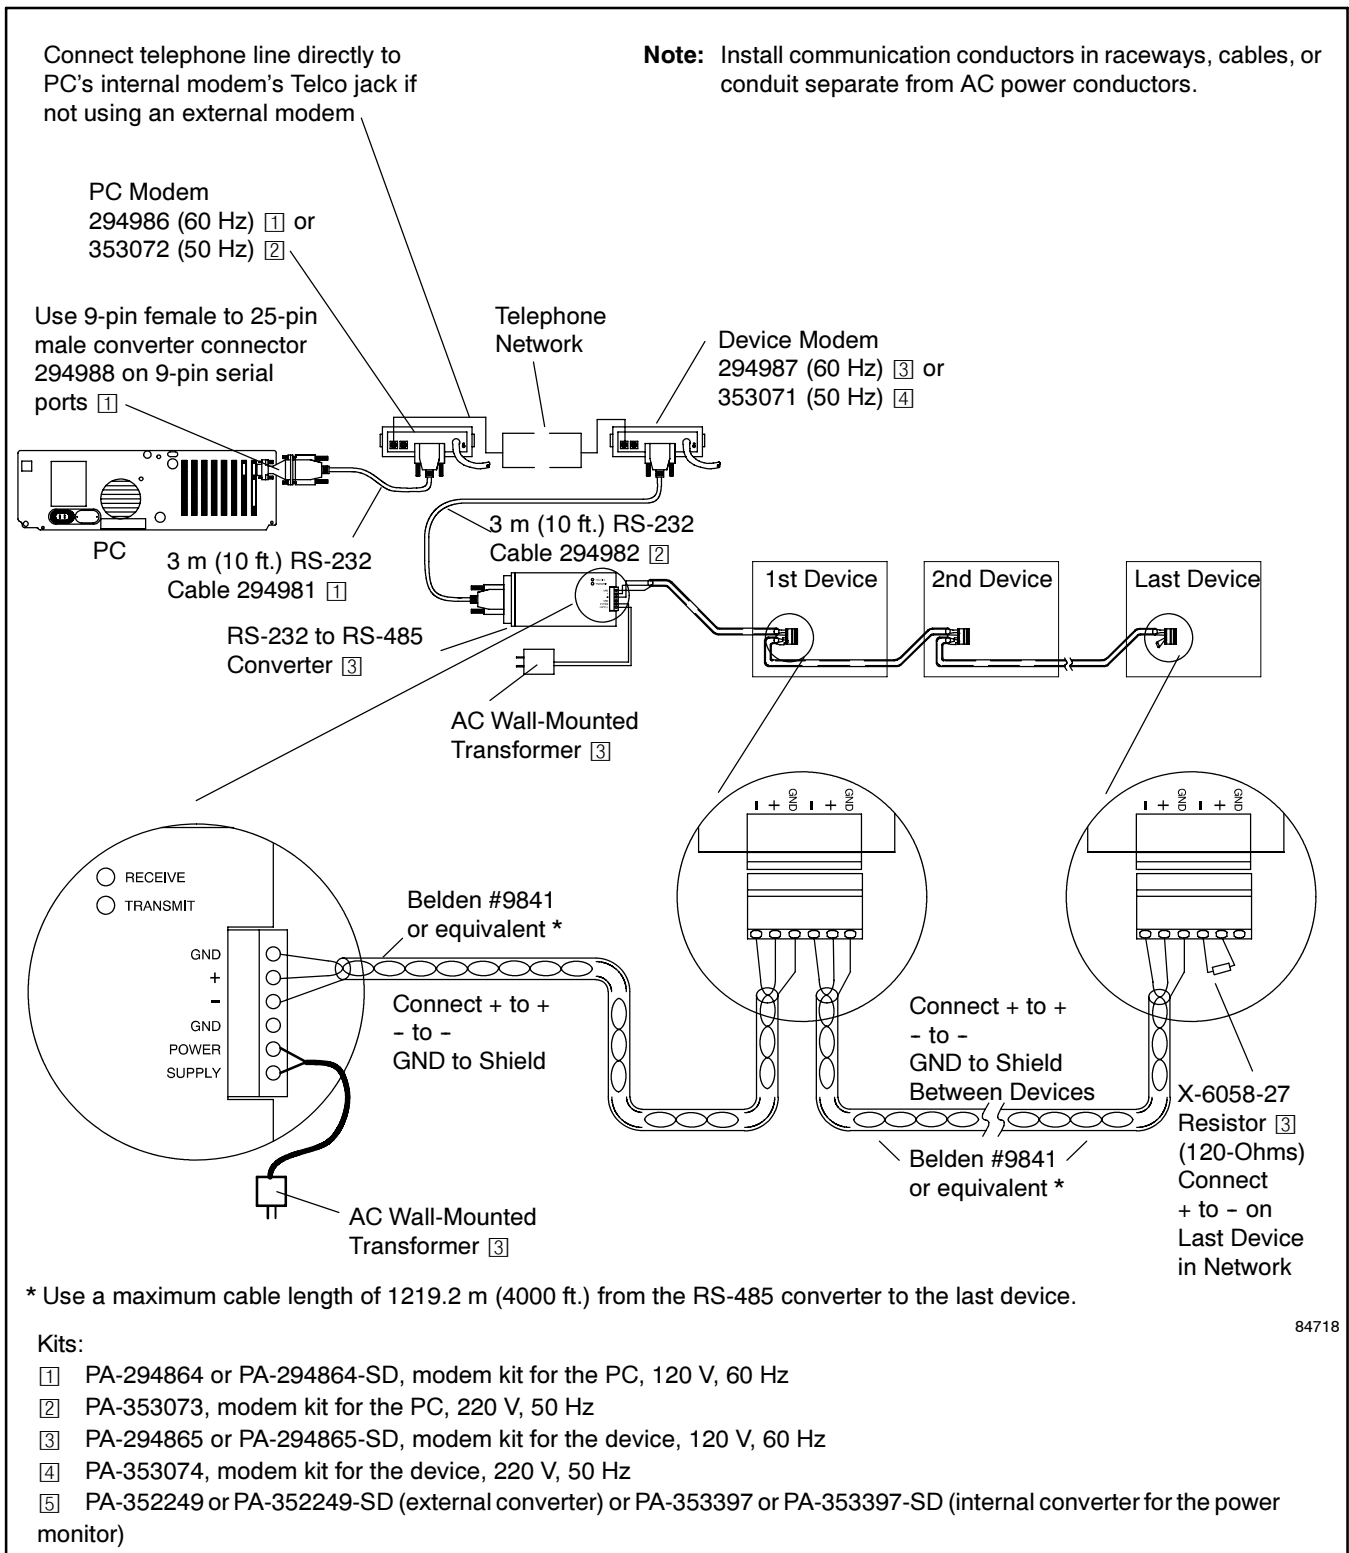 Connect telephone line directly to
PC's internal modem's Telco jack if
not using an external modem
Note: Install communication conductors in raceways, cables, or
conduit separate from AC power conductors.
PC Modem
294986 (60 Hz) 1 or
353072 (50 Hz) 2
Use 9-pin female to 25-pin
male converter connector
294988 on 9-pin serial
ports 1
Telephone
Network
Device Modem
294987 (60 Hz) 3 or
353071 (50 Hz) 4
PC
3 m (10 ft.) RS-232
Cable 294981 1
3 m (10 ft.) RS-232
Cable 294982 2
RS-232 to RS-485
Converter 3
AC Wall-Mounted
Transformer 3
1st Device
2nd Device
Last Device
RECEIVE
TRANSMIT
GND
+
-
GND
POWER
SUPPLY
Belden #9841
or equivalent *
Connect + to +
- to -
GND to Shield
AC Wall-Mounted
Transformer 3
- + GND - + GND
Connect + to +
- to -
GND to Shield
Between Devices
Belden #9841
or equivalent *
- + GND - + GND
X-6058-27
Resistor 3
(120-Ohms)
Connect
+ to - on
Last Device
in Network
* Use a maximum cable length of 1219.2 m (4000 ft.) from the RS-485 converter to the last device.
84718
Kits:
1 PA-294864 or PA-294864-SD, modem kit for the PC, 120 V, 60 Hz
2 PA-353073, modem kit for the PC, 220 V, 50 Hz
3 PA-294865 or PA-294865-SD, modem kit for the device, 120 V, 60 Hz
4 PA-353074, modem kit for the device, 220 V, 50 Hz
5 PA-352249 or PA-352249-SD (external converter) or PA-353397 or PA-353397-SD (internal converter for the power
monitor)